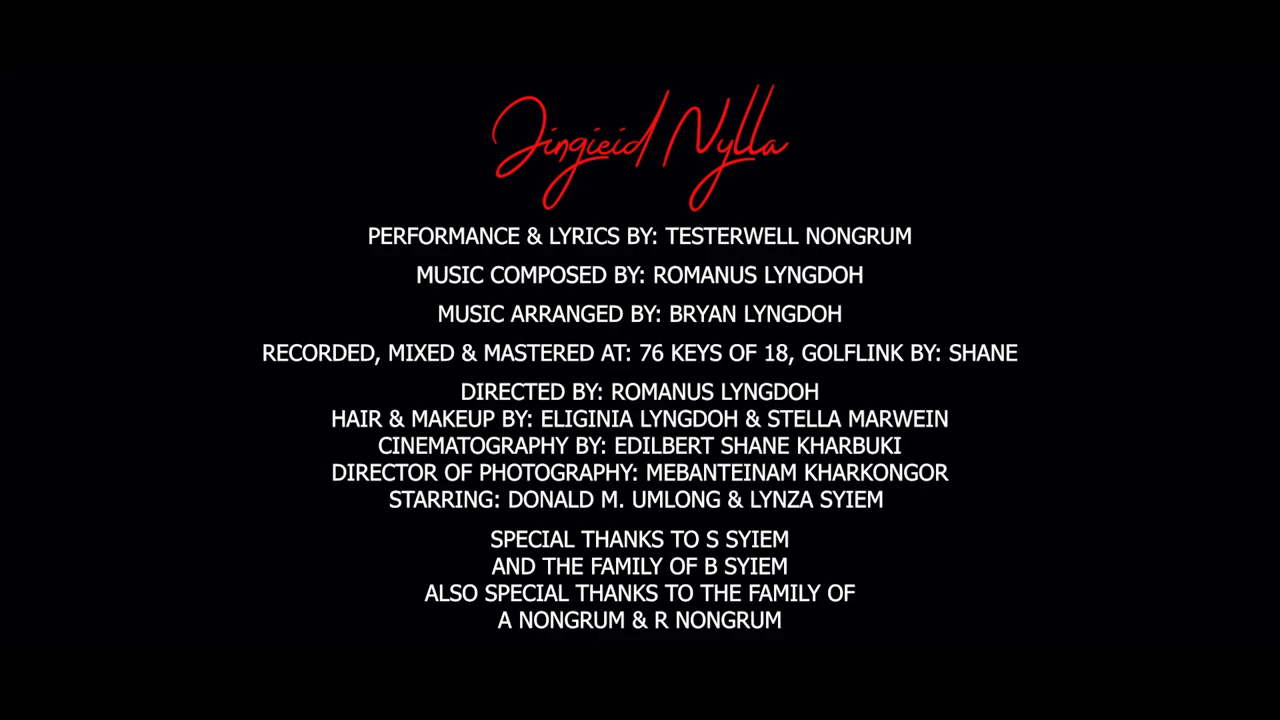 Jingieid Nylla
PERFORMANCE & LYRICS BY: TESTERWELL NONGRUM
MUSIC COMPOSED BY: ROMANUS LYNGDOH
MUSIC ARRANGED BY: BRYAN LYNGDOH
RECORDED, MIXED & MASTERED AT: 76 KEYS OF 18, GOLFLINK BY: SHANE
DIRECTED BY: ROMANUS LYNGDOH
HAIR & MAKEUP BY: ELIGINIA LYNGDOH & STELLA MARWEIN
CINEMATOGRAPHY BY: EDILBERT SHANE KHARBUKI
DIRECTOR OF PHOTOGRAPHY: MEBANTEINAM KHARKONGOR
STARRING: DONALD M. UMLONG & LYNZA SYIEM
SPECIAL THANKS TO S SYIEM
AND THE FAMILY OF B SYIEM
ALSO SPECIAL THANKS TO THE FAMILY OF
A NONGRUM & R NONGRUM